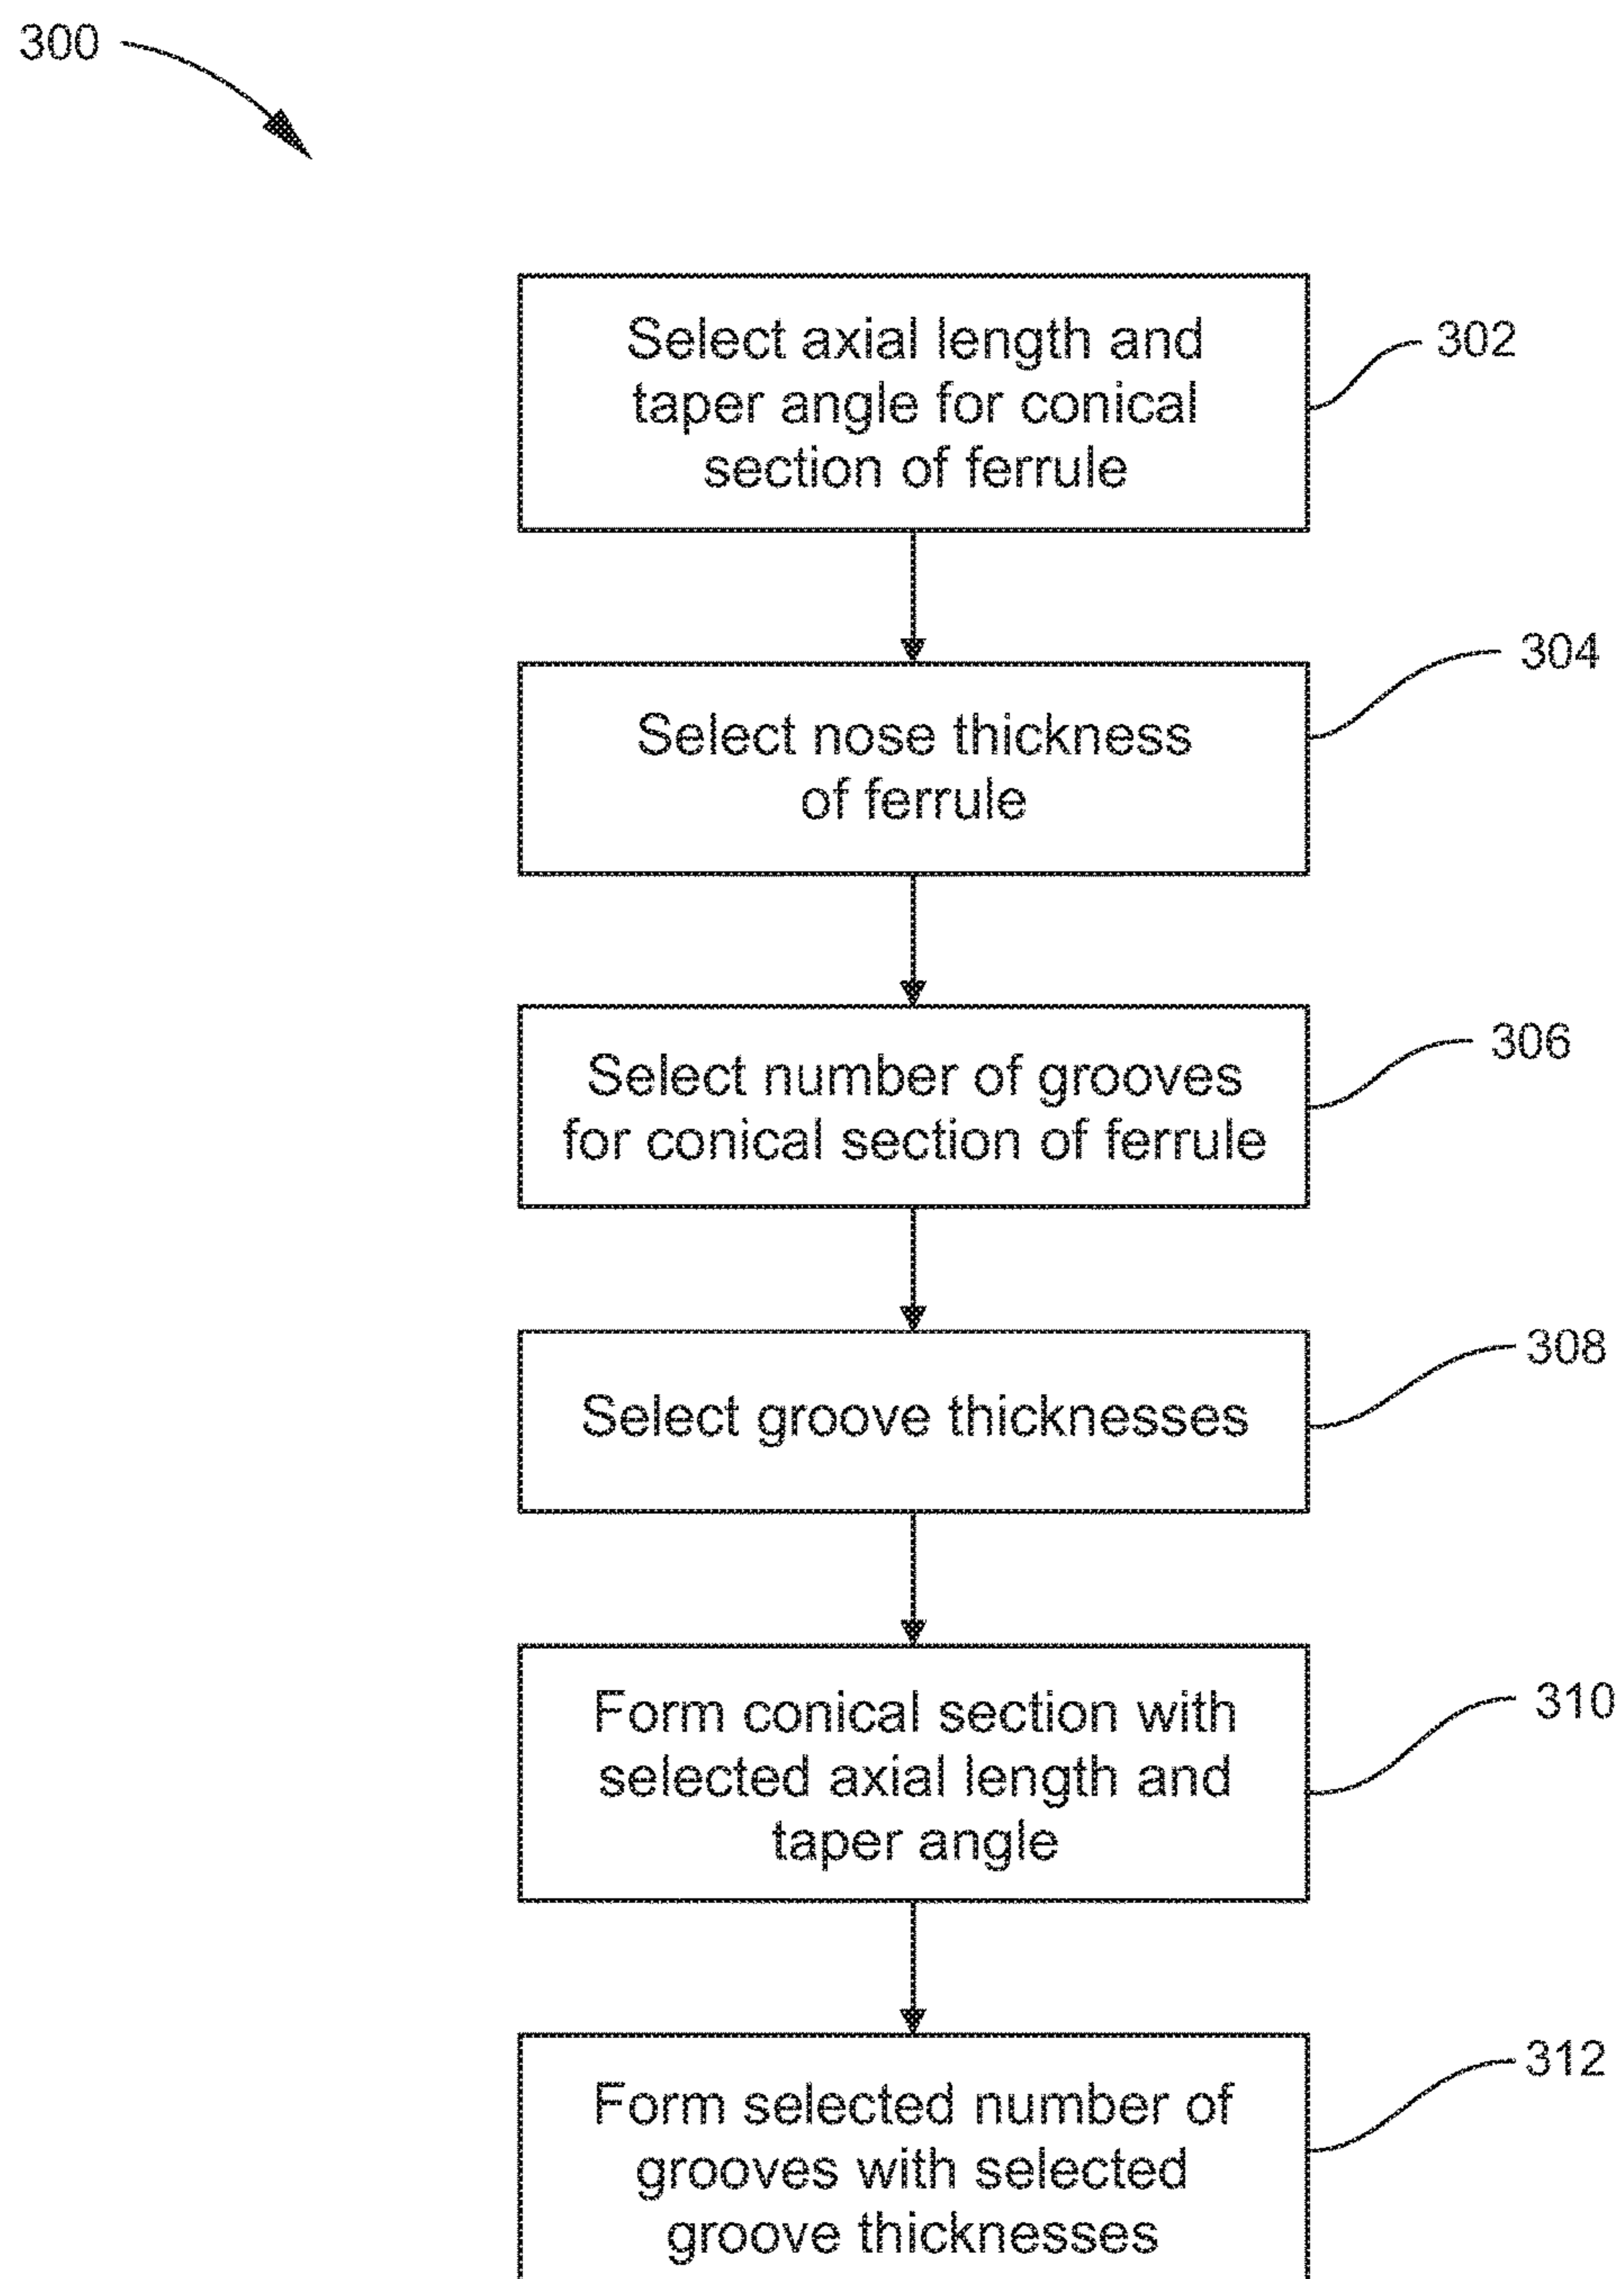 300
Select axial length and
taper angle for conical
section of ferrule
302
Select nose thickness
of ferrule
304
Select number of grooves
for conical section of ferrule
306
Select groove thicknesses
308
Form conical section with
selected axial length and
taper angle
310
Form selected number of
grooves with selected
groove thicknesses
312